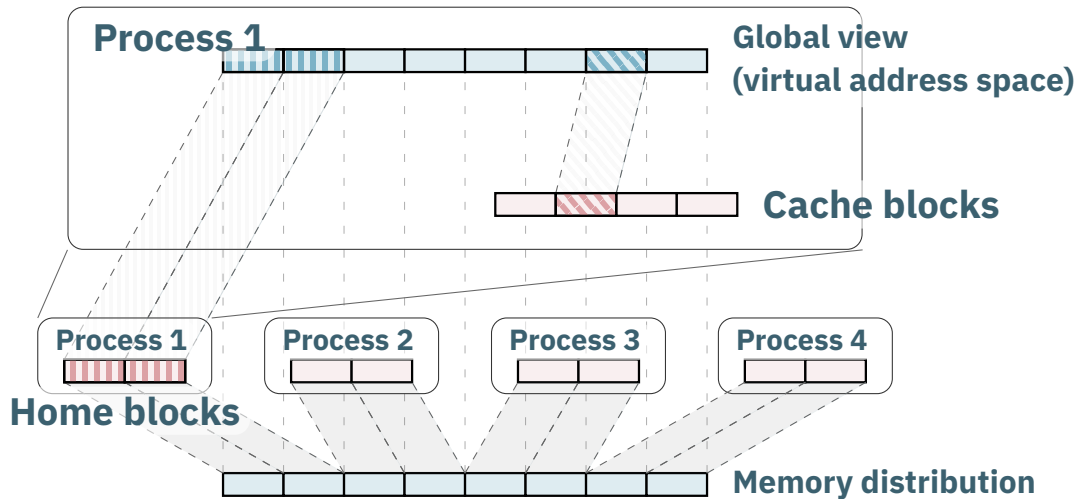 Process 1
Global view
(virtual address space)
Cache blocks
Process 1
Process 2
Process 3
Process 4
Home blocks
Memory distribution